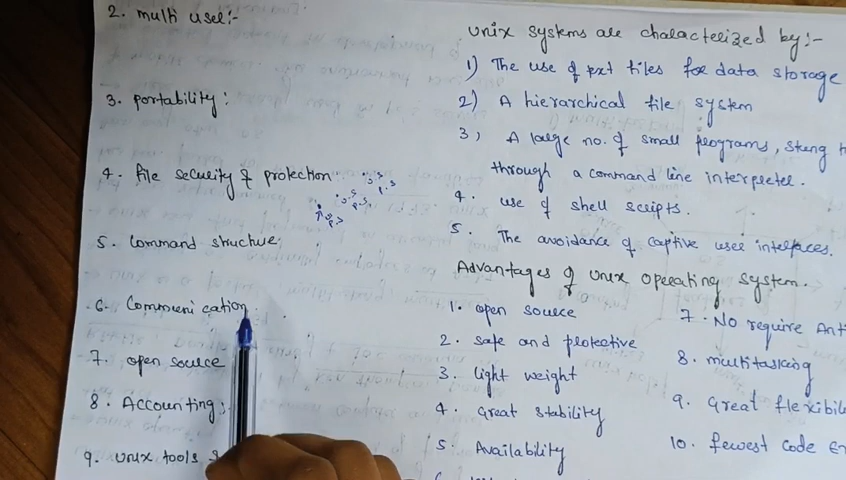 2. multi user:-
3. portability:
4. file security & protection
5. Command structure
6. Communication
7. open source
8. Accounting:
9. unix tools
unix systems are characterized by:-
1) The use of txt files for data storage
2) A hierarchical file system
3) A large no. of small programs, strung
through a command line interpreter.
4. use of shell scripts.
5. The avoidance of captive user interfaces.
Advantages of unix operating system.
1. open source
2. safe and protective
3. light weight
4. Great stability
5. Availability
7. No require Ant
8. multitasking
9. Great flexibil
10. fewest code